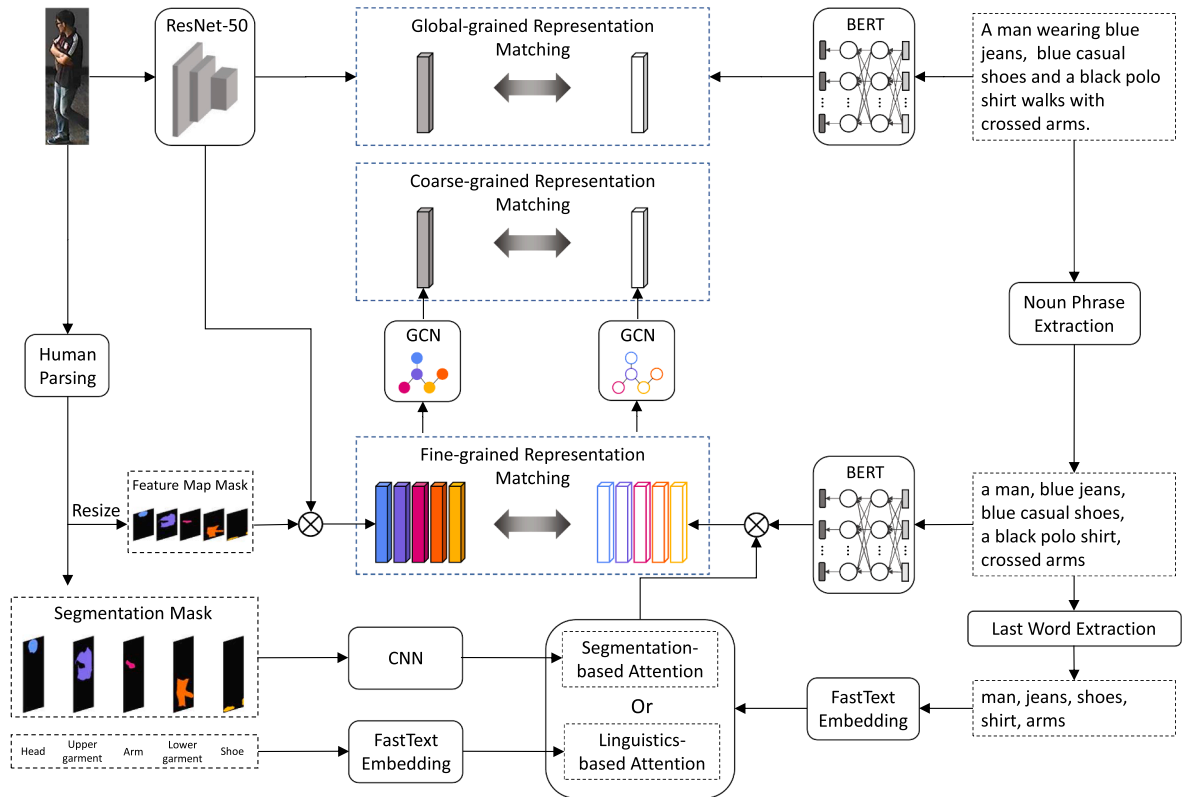 ResNet-50
Global-grained Representation
Matching
BERT
A man wearing blue
jeans, blue casual
shoes and a black polo
shirt walks with
crossed arms.
Coarse-grained Representation
Matching
Noun Phrase
Extraction
GCN
GCN
Human
Parsing
Fine-grained Representation
Matching
BERT
Feature Map Mask
Resize
a man, blue jeans,
blue casual shoes,
a black polo shirt,
crossed arms
Segmentation Mask
Last Word Extraction
CNN
Segmentation-
based Attention
Or
FastText
Embedding
man, jeans, shoes,
shirt, arms
Head
Upper
garment
Arm
Lower
garment
Shoe
FastText
Embedding
Linguistics-
based Attention